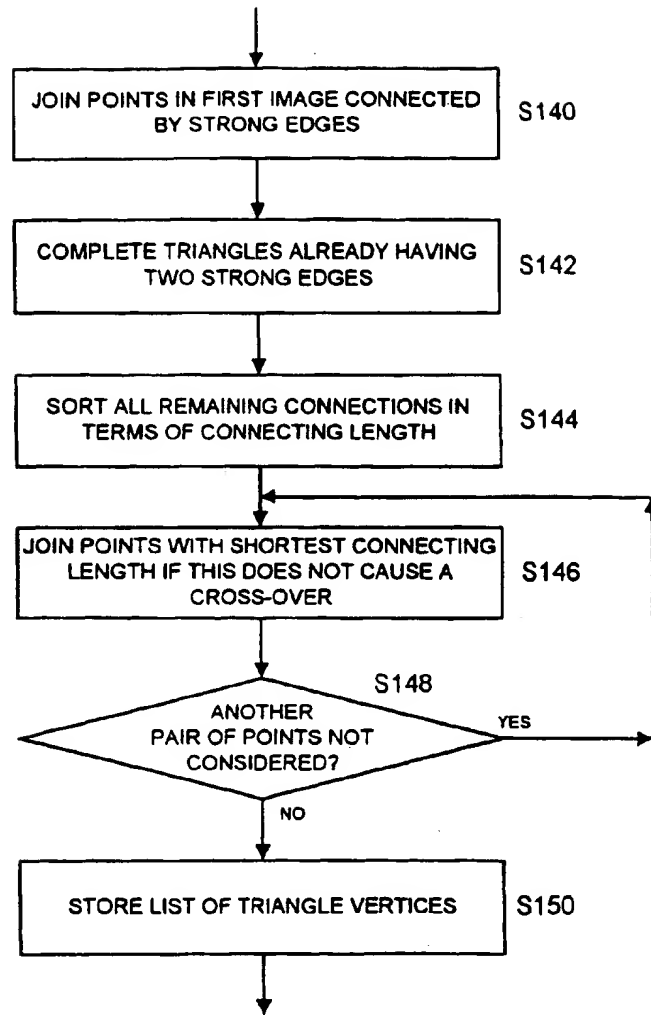 JOIN POINTS IN FIRST IMAGE CONNECTED
BY STRONG EDGES
S140
COMPLETE TRIANGLES ALREADY HAVING
TWO STRONG EDGES
S142
SORT ALL REMAINING CONNECTIONS IN
TERMS OF CONNECTING LENGTH
S144
JOIN POINTS WITH SHORTEST CONNECTING
LENGTH IF THIS DOES NOT CAUSE A
CROSS-OVER
S146
S148
ANOTHER
PAIR OF POINTS NOT
CONSIDERED?
YES
NO
STORE LIST OF TRIANGLE VERTICES
S150